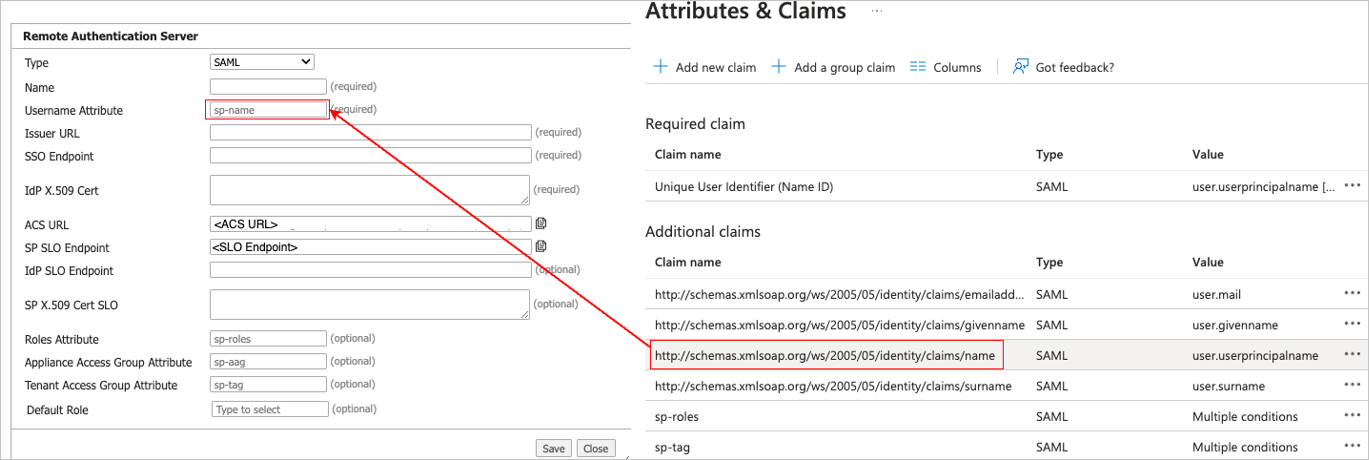 Remote Authentication Server
Type SAML
Name (required)
Username Attribute sp-name (required)
Issuer URL (required)
SSO Endpoint (required)
IdP X.509 Cert (required)
ACS URL <ACS URL>
SP SLO Endpoint <SLO Endpoint>
IdP SLO Endpoint (optional)
SP X.509 Cert SLO (optional)
Roles Attribute sp-roles (optional)
Appliance Access Group Attribute sp-aag (optional)
Tenant Access Group Attribute sp-tag (optional)
Default Role Type to select (optional)
Save Close
Attributes & Claims ...
Add new claim Add a group claim Columns Got feedback?
Required claim
Claim name Type Value
Unique User Identifier (Name ID) SAML user.userprincipalname [... ...
Additional claims
Claim name Type Value
http://schemas.xmlsoap.org/ws/2005/05/identity/claims/emailadd... SAML user.mail ...
http://schemas.xmlsoap.org/ws/2005/05/identity/claims/givenname SAML user.givenname ...
http://schemas.xmlsoap.org/ws/2005/05/identity/claims/name SAML user.userprincipalname ...
http://schemas.xmlsoap.org/ws/2005/05/identity/claims/surname SAML user.surname ...
sp-roles SAML Multiple conditions ...
sp-tag SAML Multiple conditions ...